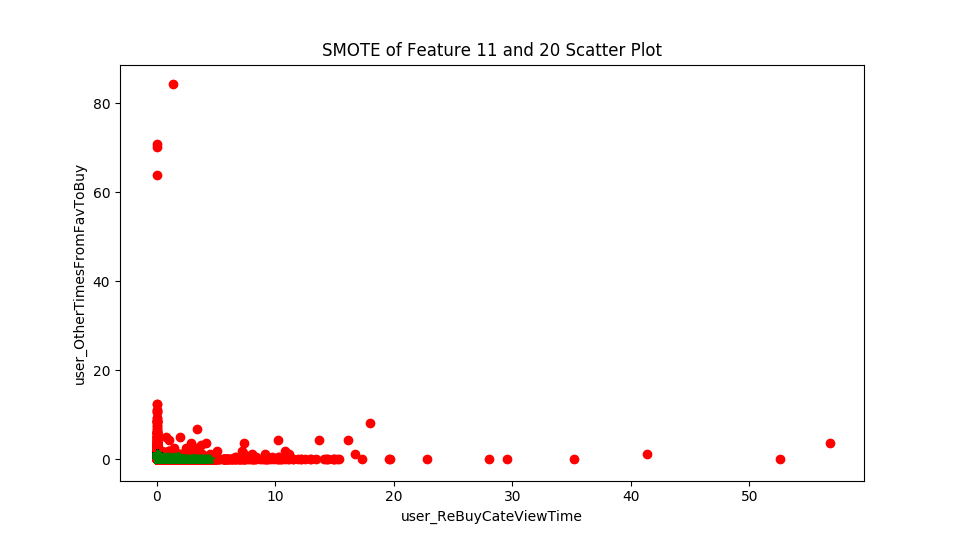 SMOTE of Feature 11 and 20 Scatter Plot
80
60
40
20
0
user_OtherTimesFromFavToBuy
0 10 20 30 40 50
user_ReBuyCateViewTime